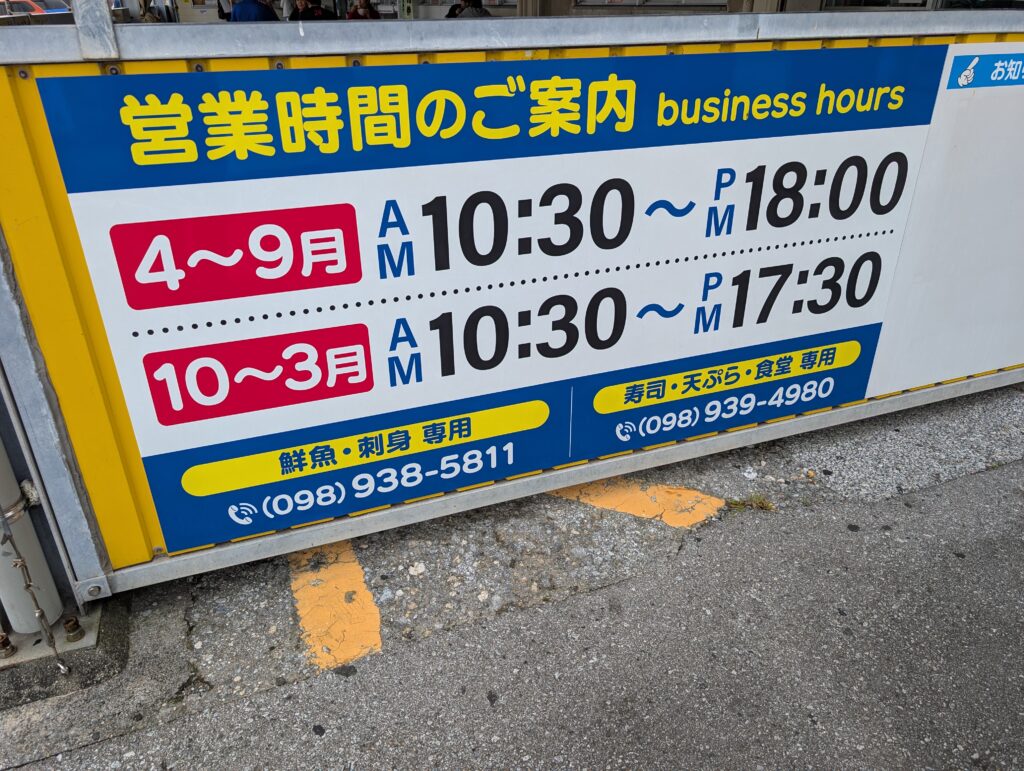 営業時間のご案内 business hours
お知
4〜9月 AM 10:30〜PM 18:00
10〜3月 AM 10:30〜PM 17:30
鮮魚・刺身 専用
(098) 938-5811
寿司・天ぷら・食堂 専用
(098) 939-4980